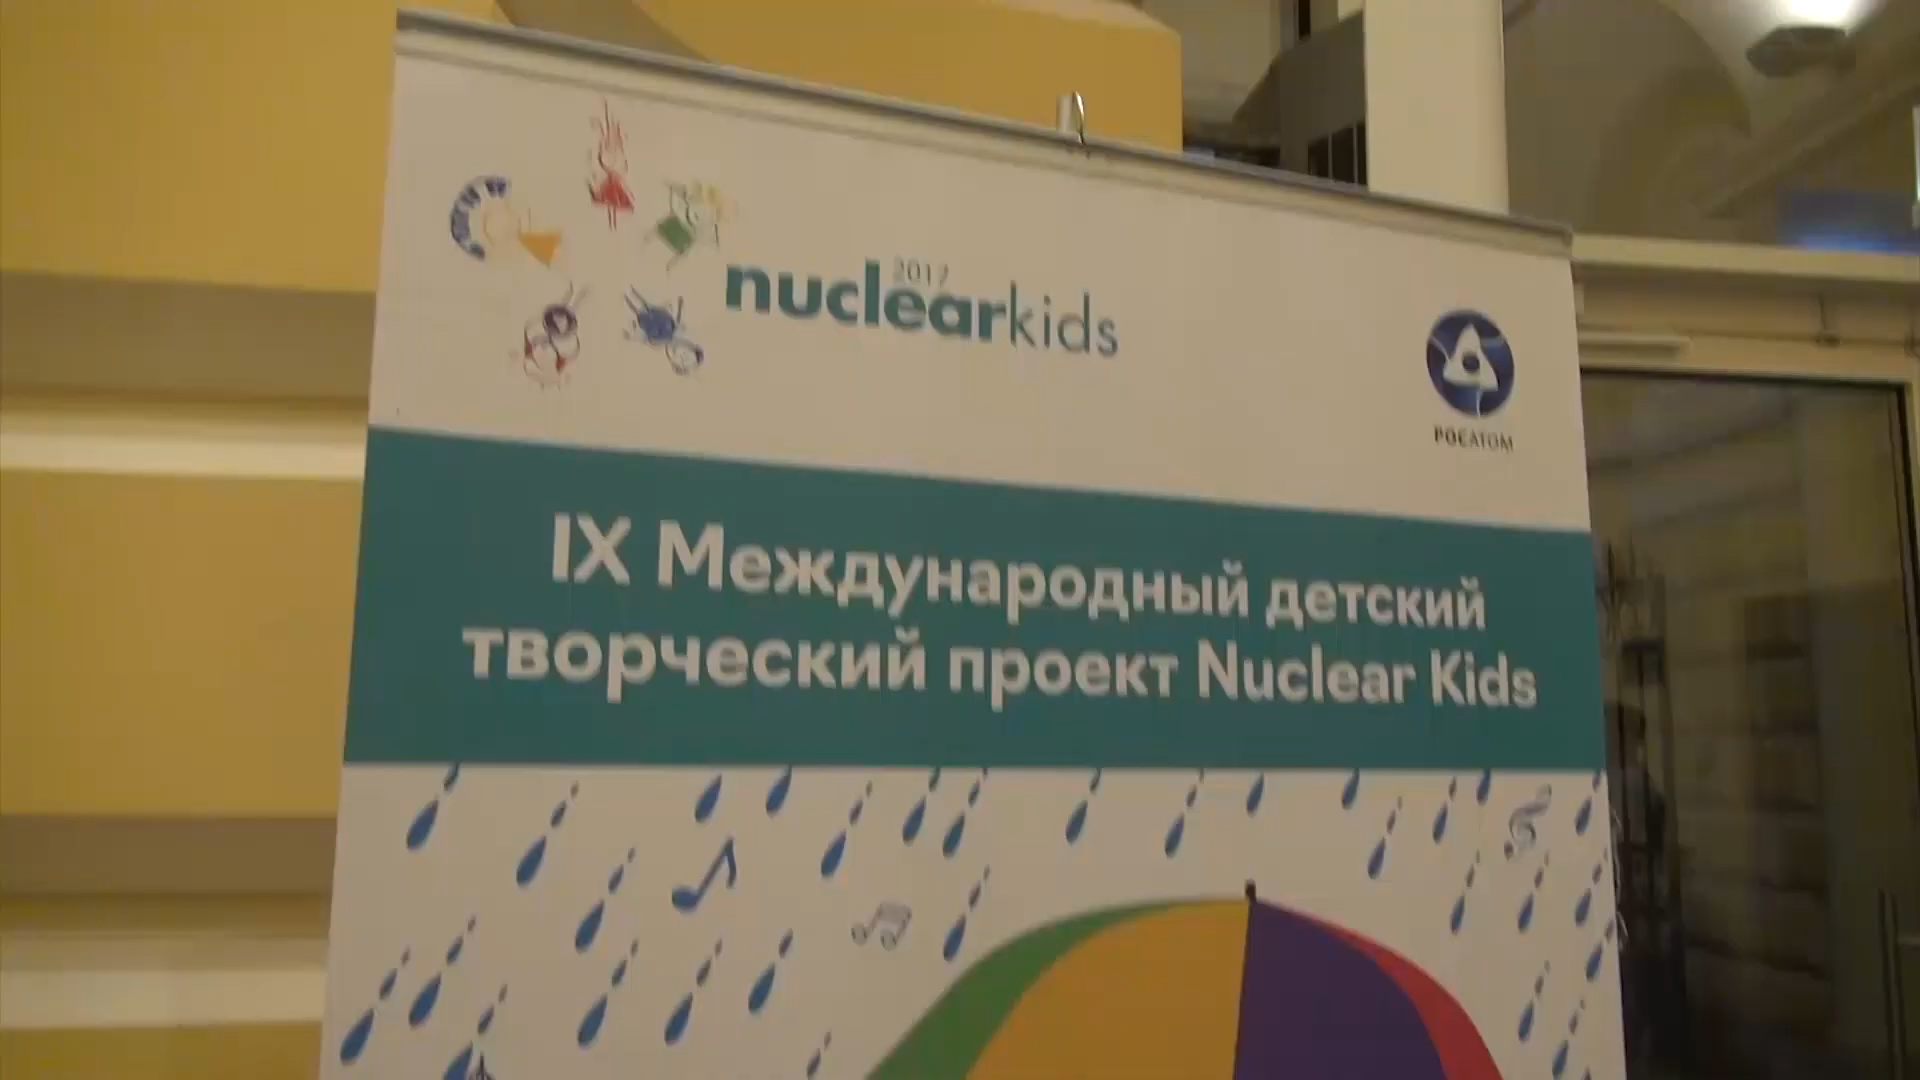 2017
nuclearkids
РОСАТОМ
IX Международный детский
творческий проект Nuclear Kids